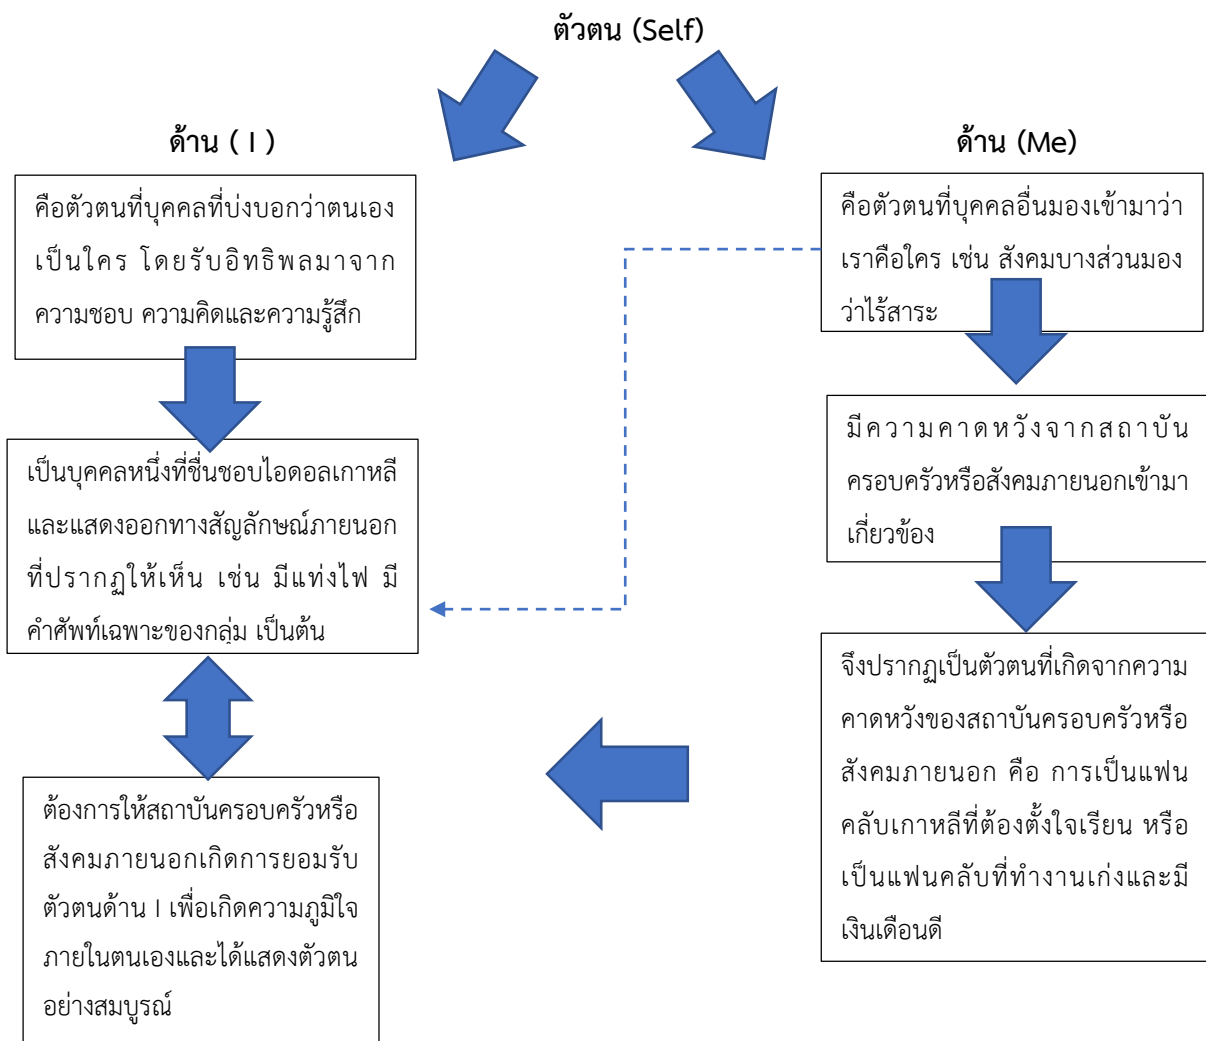 ตัวตน (Self)
ด้าน ( I )
คือตัวตนที่บุคคลที่บ่งบอกว่าตนเอง
เป็นใคร โดยรับอิทธิพลมาจาก
ความชอบ ความคิดและความรู้สึก
เป็นบุคคลหนึ่งที่ชื่นชอบไอดอลเกาหลี
และแสดงออกทางสัญลักษณ์ภายนอก
ที่ปรากฏให้เห็น เช่น มีแท่งไฟ มี
คำศัพท์เฉพาะของกลุ่ม เป็นต้น
ต้องการให้สถาบันครอบครัวหรือ
สังคมภายนอกเกิดการยอมรับ
ตัวตนด้าน I เพื่อเกิดความภูมิใจ
ภายในตนเองและได้แสดงตัวตน
อย่างสมบูรณ์
ด้าน (Me)
คือตัวตนที่บุคคลอื่นมองเข้ามาว่า
เราคือใคร เช่น สังคมบางส่วนมอง
ว่าไร้สาระ
มีความคาดหวังจากสถาบัน
ครอบครัวหรือสังคมภายนอกเข้ามา
เกี่ยวข้อง
จึงปรากฏเป็นตัวตนที่เกิดจากความ
คาดหวังของสถาบันครอบครัวหรือ
สังคมภายนอก คือ การเป็นแฟน
คลับเกาหลีที่ต้องตั้งใจเรียน หรือ
เป็นแฟนคลับที่ทำงานเก่งและมี
เงินเดือนดี